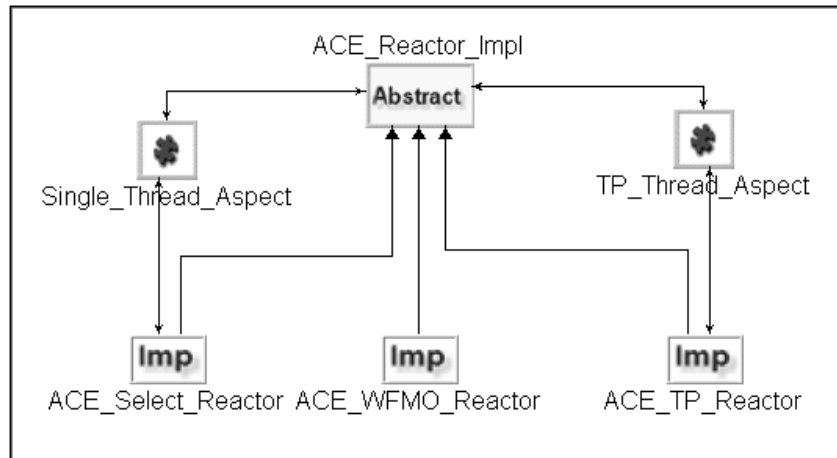 ACE_Reactor_Impl
Abstract
Single_Thread_Aspect
TP_Thread_Aspect
Imp
Imp
Imp
ACE_Select_Reactor
ACE_WFMO_Reactor
ACE_TP_Reactor